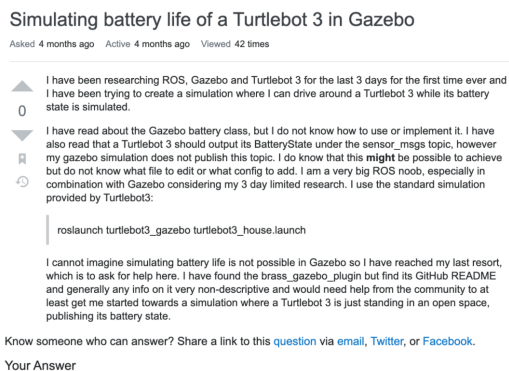 Simulating battery life of a Turtlebot 3 in Gazebo
Asked 4 months ago Active 4 months ago Viewed 42 times
I have been researching ROS, Gazebo and Turtlebot 3 for the last 3 days for the first time ever and
I have been trying to create a simulation where I can drive around a Turtlebot 3 while its battery
state is simulated.
0
I have read about the Gazebo battery class, but I do not know how to use or implement it. I have
also read that a Turtlebot 3 should output its BatteryState under the sensor_msgs topic, however
my gazebo simulation does not publish this topic. I do know that this might be possible to achieve
but do not know what file to edit or what config to add. I am a very big ROS noob, especially in
combination with Gazebo considering my 3 day limited research. I use the standard simulation
provided by Turtlebot3:
roslaunch turtlebot3_gazebo turtlebot3_house.launch
I cannot imagine simulating battery life is not possible in Gazebo so I have reached my last resort,
which is to ask for help here. I have found the brass_gazebo_plugin but find its GitHub README
and generally any info on it very non-descriptive and would need help from the community to at
least get me started towards a simulation where a Turtlebot 3 is just standing in an open space,
publishing its battery state.
Know someone who can answer? Share a link to this question via email, Twitter, or Facebook.
Your Answer